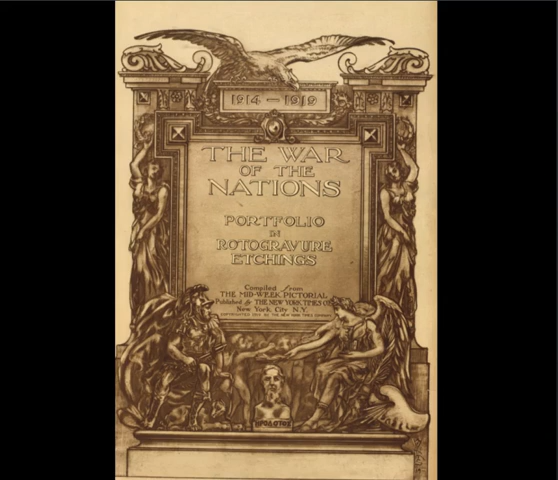 1914 — 1919
THE WAR
OF THE
NATIONS
PORTFOLIO
IN
ROTOGRAVURE
ETCHINGS
Compiled from
THE MID-WEEK PICTORIAL
Published by THE NEW YORK TIMES CO
New York City N.Y.